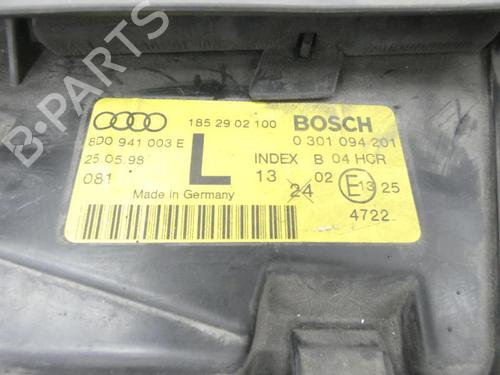 185 29 02 100 BOSCH
8D0 941 003 E 0 301 094 201
25.05.98 L INDEX B 04 HCR
081 13 24 02 E13 25
Made in Germany
4722
B-PARTS